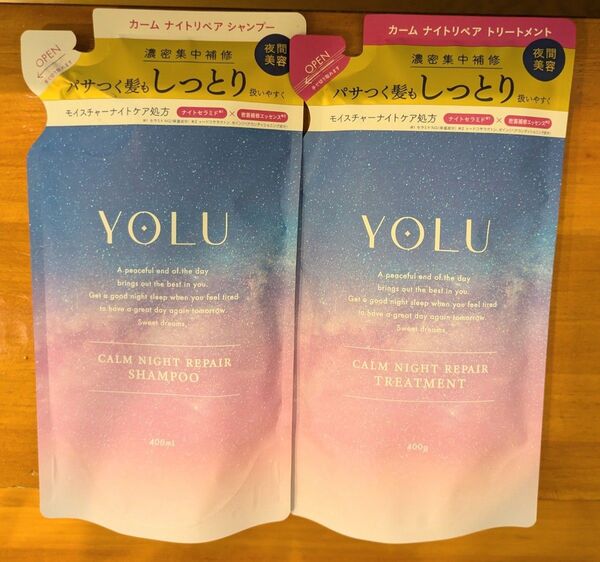 カーム ナイトリペア シャンプー
OPEN
濃密集中補修
夜間
美容
パサつく髪も しっとり 扱いやすく
モイスチャーナイトケア処方 ナイトセラミド※1 × 密着補修エッセンス※2
YOLU
A peaceful end of the day
brings out the best in you.
Get a good night sleep when you feel tired
to have a great day again tomorrow.
Sweet dreams,
CALM NIGHT REPAIR
SHAMPOO
400ml
カーム ナイトリペア トリートメント
OPEN
濃密集中補修
夜間
美容
パサつく髪も しっとり 扱いやすく
モイスチャーナイトケア処方 ナイトセラミド※1 × 密着補修エッセンス※2
YOLU
A peaceful end of the day
brings out the best in you.
Get a good night sleep when you feel tired
to have a great day again tomorrow.
Sweet dreams,
CALM NIGHT REPAIR
TREATMENT
400g